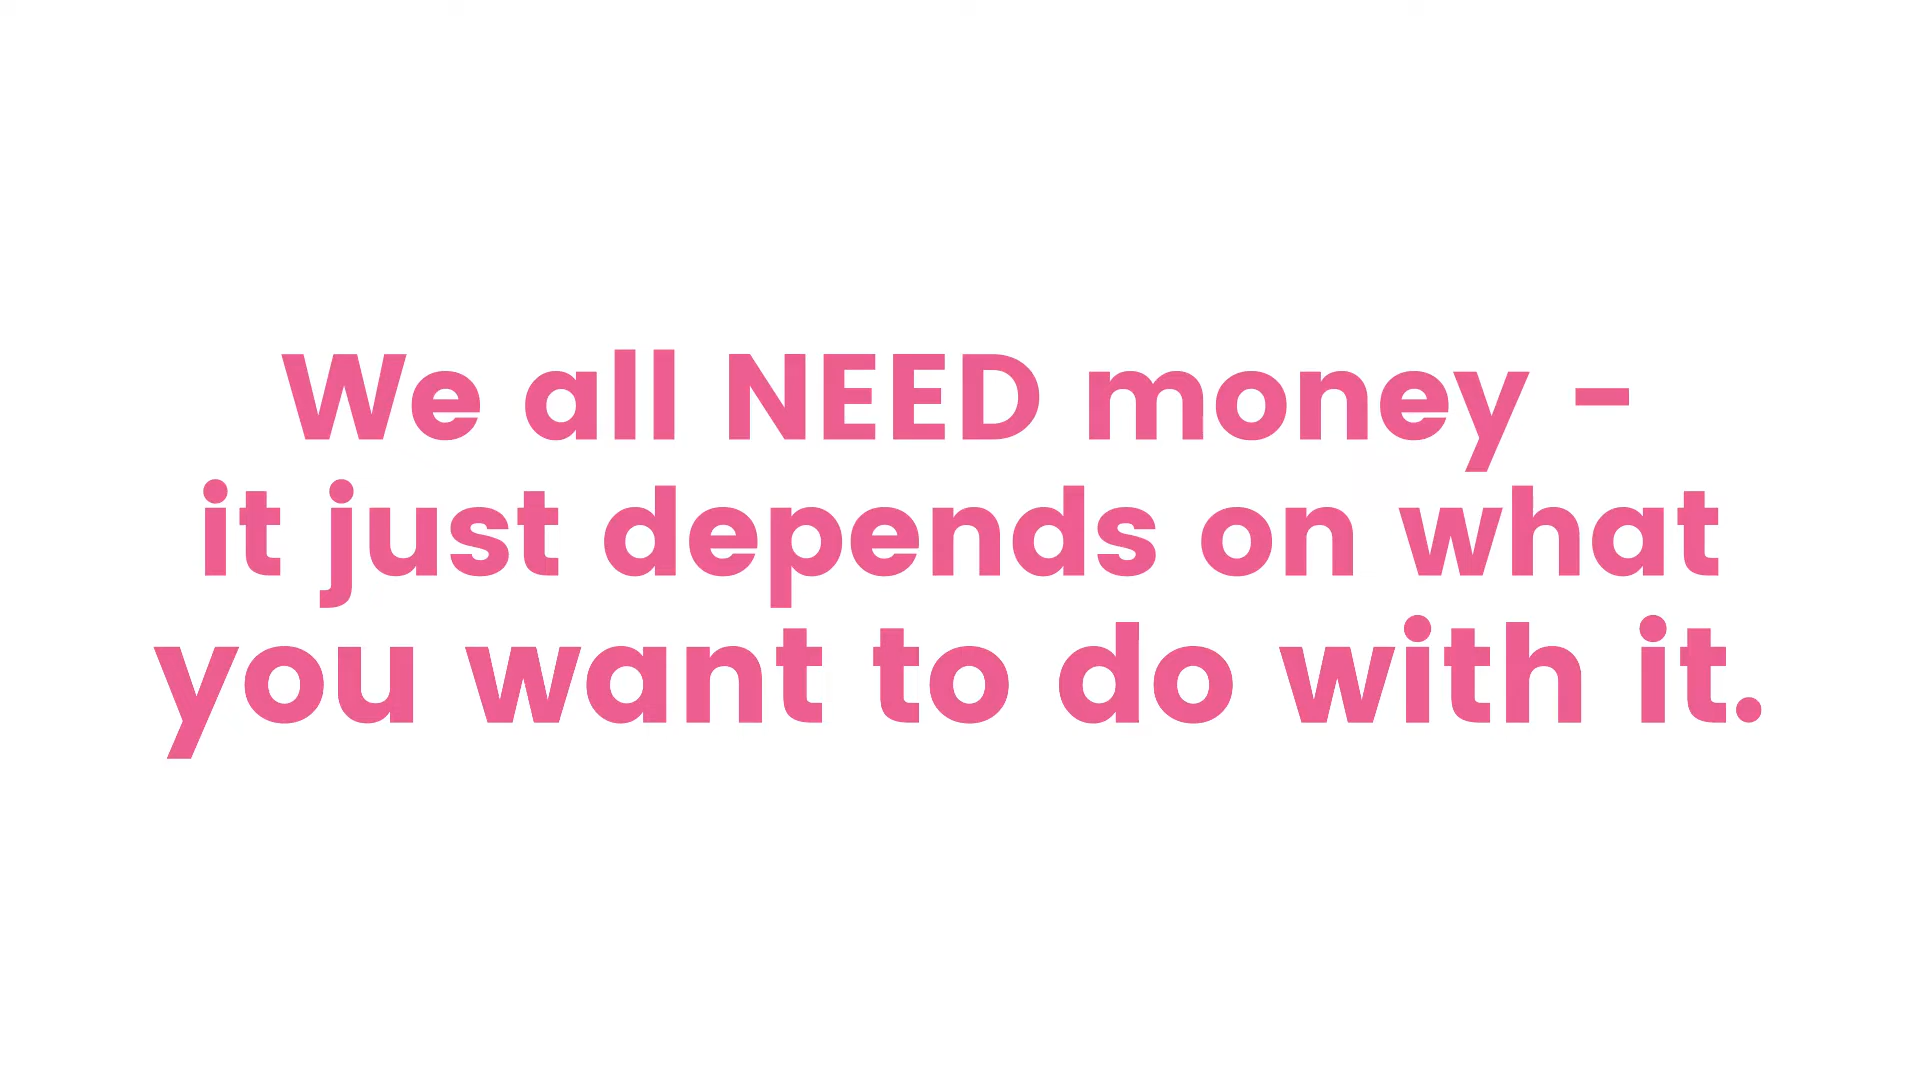 We all NEED money -
it just depends on what
you want to do with it.